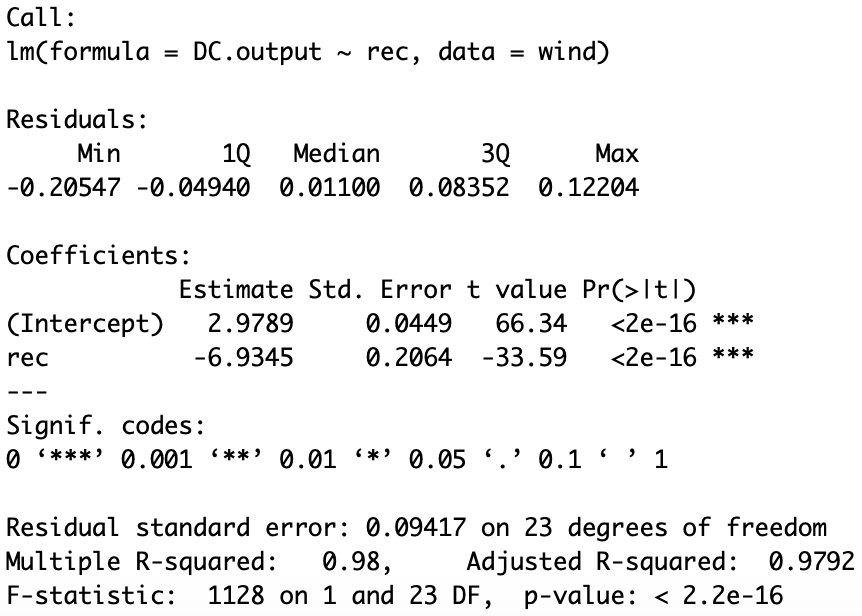 Call:
lm(formula = DC.output ~ rec, data = wind)
Residuals:
Min 1Q Median 3Q Max
-0.20547 -0.04940 0.01100 0.08352 0.12204
Coefficients:
Estimate Std. Error t value Pr(>|t|)
(Intercept) 2.9789 0.0449 66.34 <2e-16 ***
rec -6.9345 0.2064 -33.59 <2e-16 ***
---
Signif. codes:
0 ‘***’ 0.001 ‘**’ 0.01 ‘*’ 0.05 ‘.’ 0.1 ‘ ’ 1
Residual standard error: 0.09417 on 23 degrees of freedom
Multiple R-squared: 0.98, Adjusted R-squared: 0.9792
F-statistic: 1128 on 1 and 23 DF, p-value: < 2.2e-16